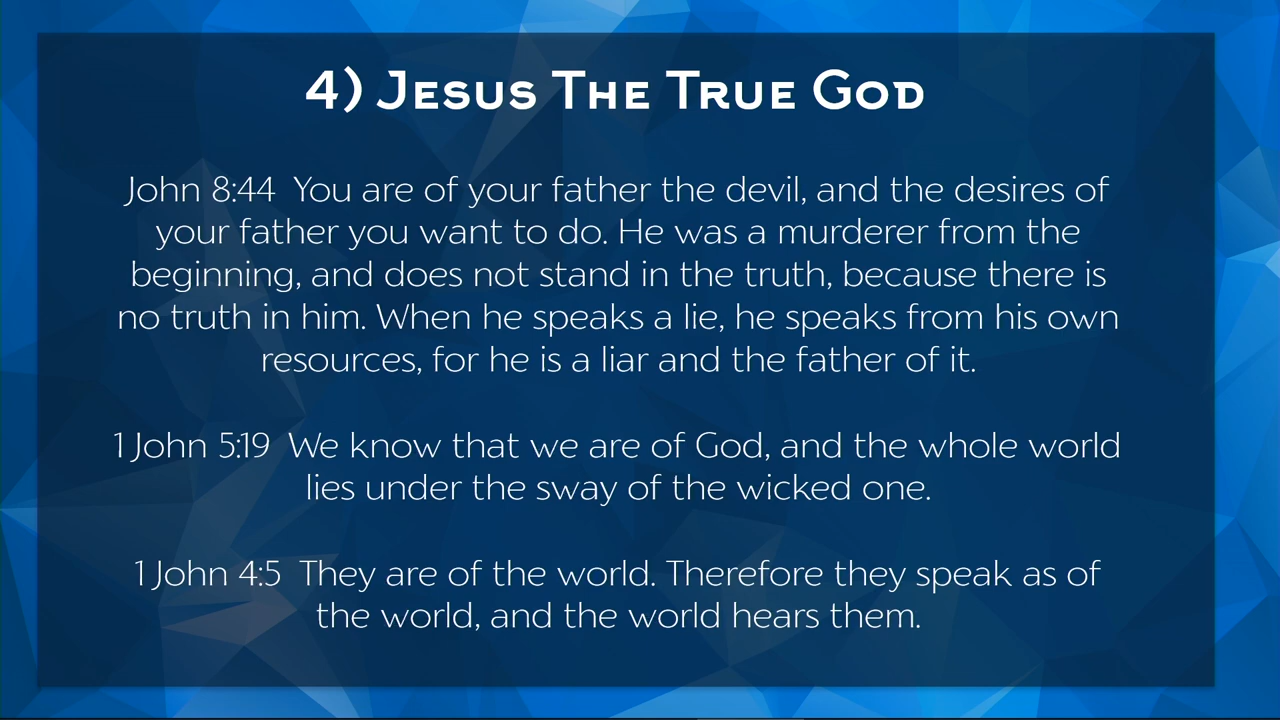 4) Jesus The True God
John 8:44  You are of your father the devil, and the desires of
your father you want to do. He was a murderer from the
beginning, and does not stand in the truth, because there is
no truth in him. When he speaks a lie, he speaks from his own
resources, for he is a liar and the father of it.
1 John 5:19  We know that we are of God, and the whole world
lies under the sway of the wicked one.
1 John 4:5  They are of the world. Therefore they speak as of
the world, and the world hears them.